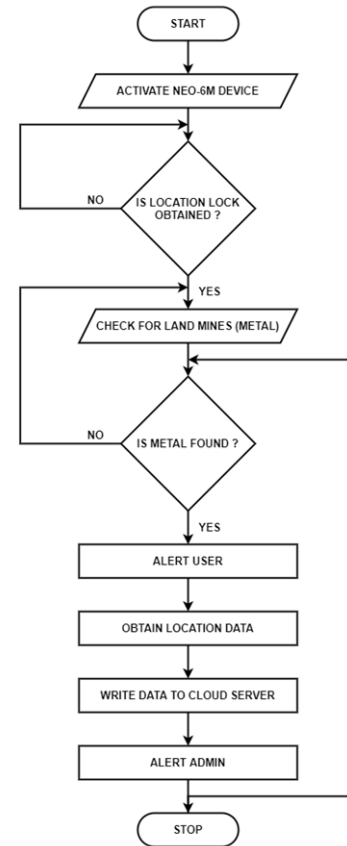 START
ACTIVATE NEO-6M DEVICE
NO
IS LOCATION LOCK
OBTAINED ?
YES
CHECK FOR LAND MINES (METAL)
NO
IS METAL FOUND ?
YES
ALERT USER
OBTAIN LOCATION DATA
WRITE DATA TO CLOUD SERVER
ALERT ADMIN
STOP